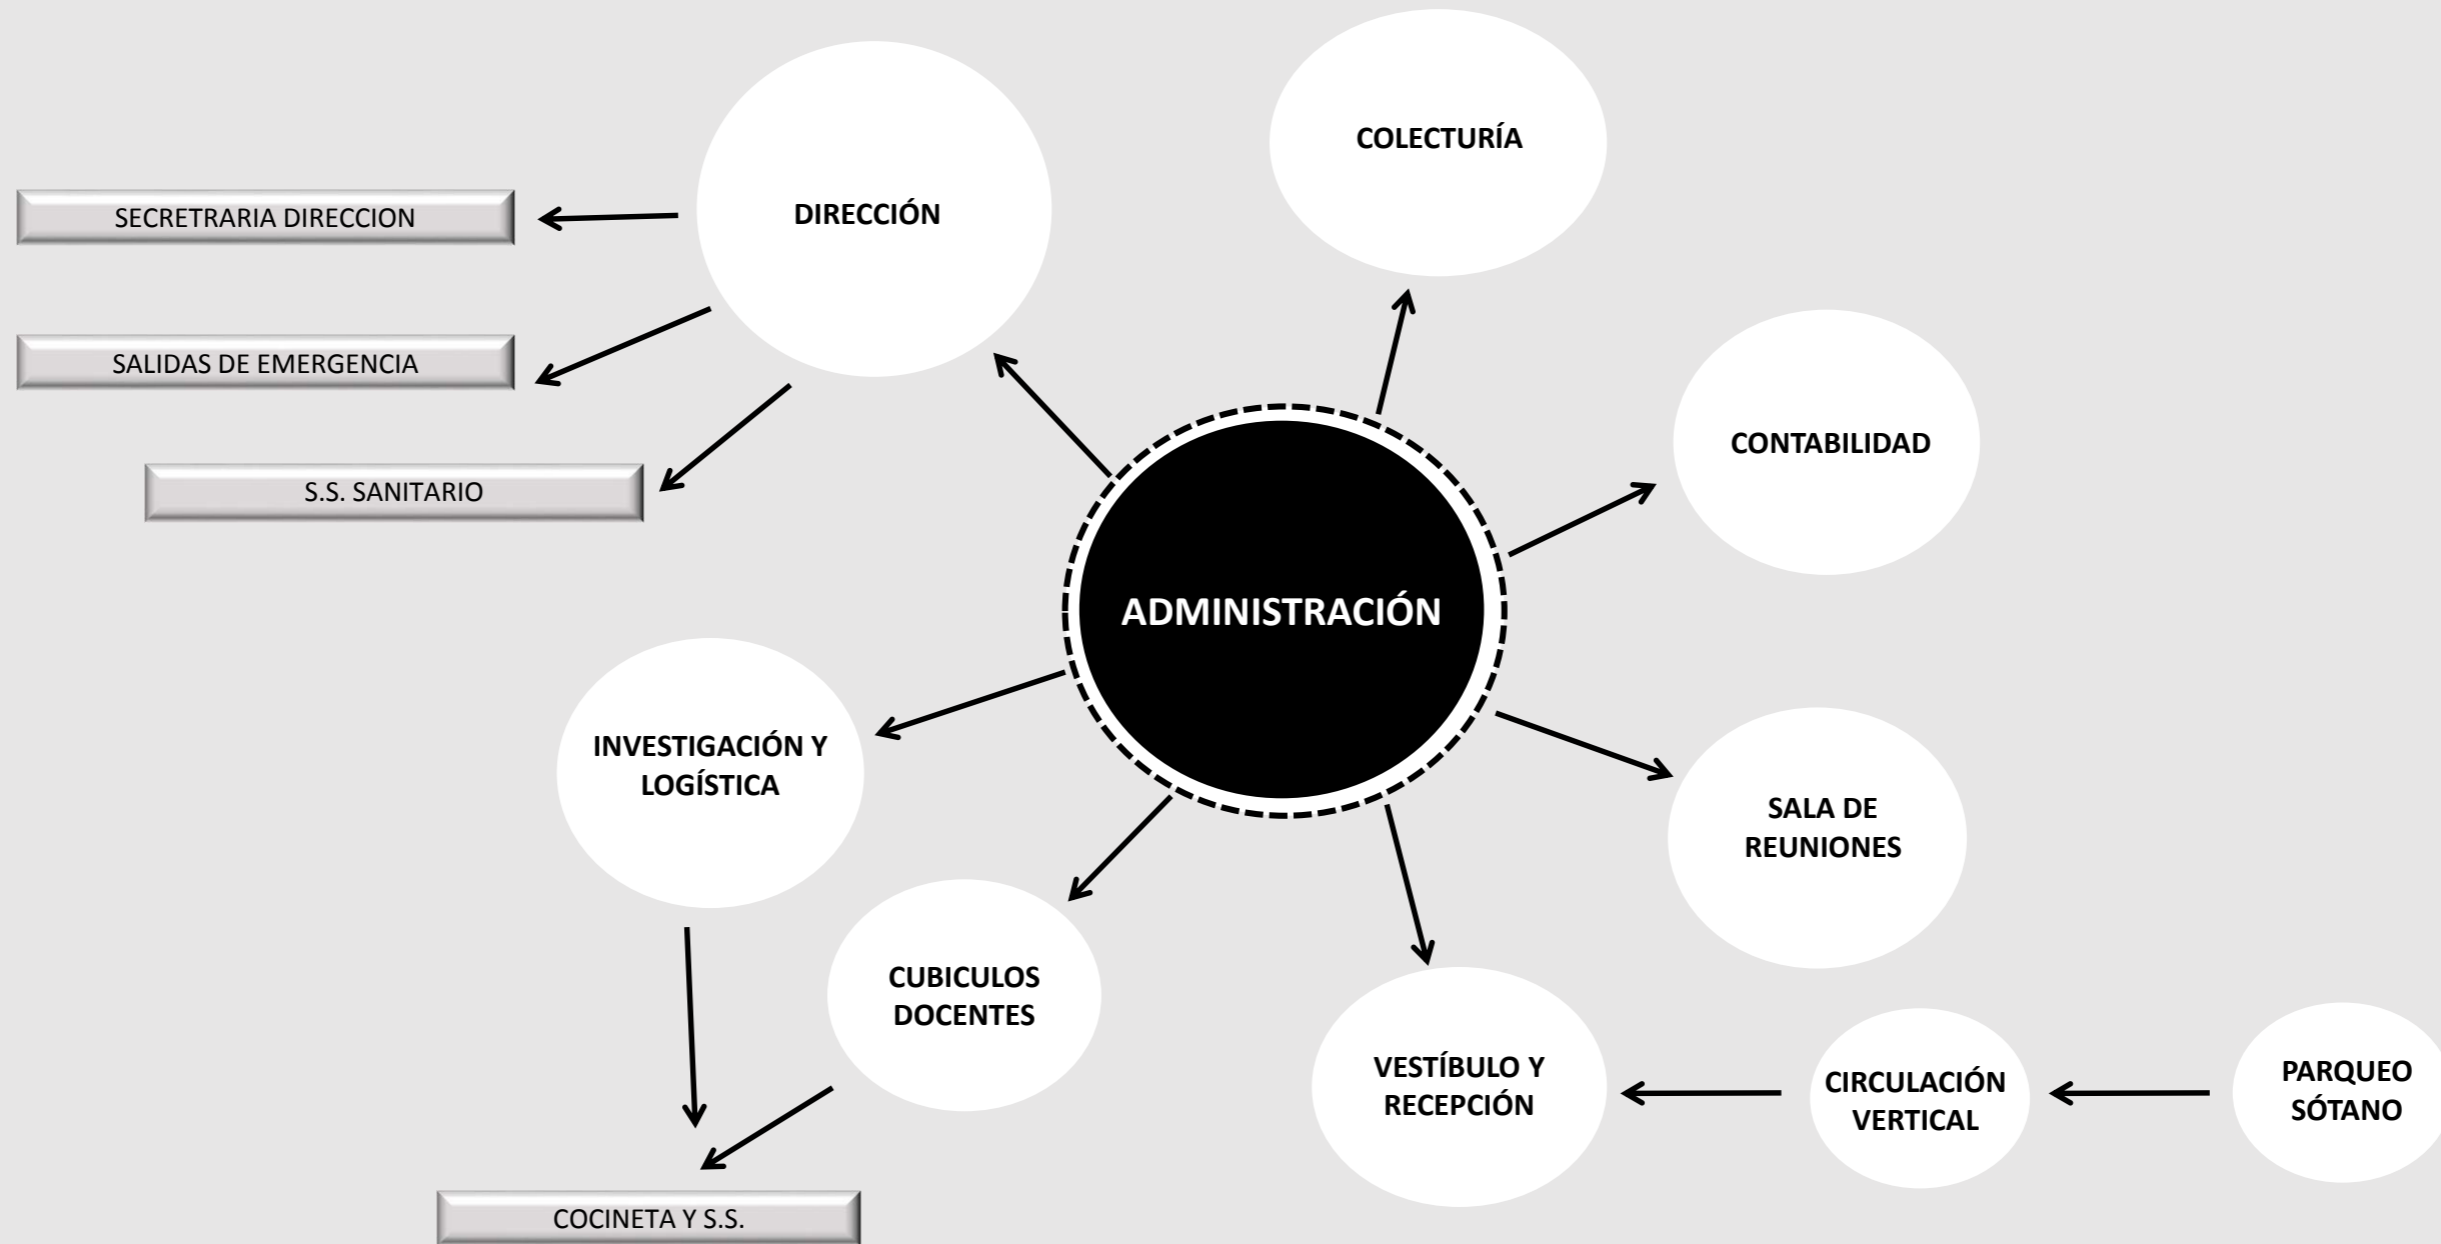 COLECTURÍA
DIRECCIÓN
SECRETRARIA DIRECCION
SALIDAS DE EMERGENCIA
S.S. SANITARIO
CONTABILIDAD
ADMINISTRACIÓN
INVESTIGACIÓN Y
LOGÍSTICA
SALA DE
REUNIONES
CUBICULOS
DOCENTES
VESTÍBULO Y
RECEPCIÓN
CIRCULACIÓN
VERTICAL
PARQUEO
SÓTANO
COCINETA Y S.S.